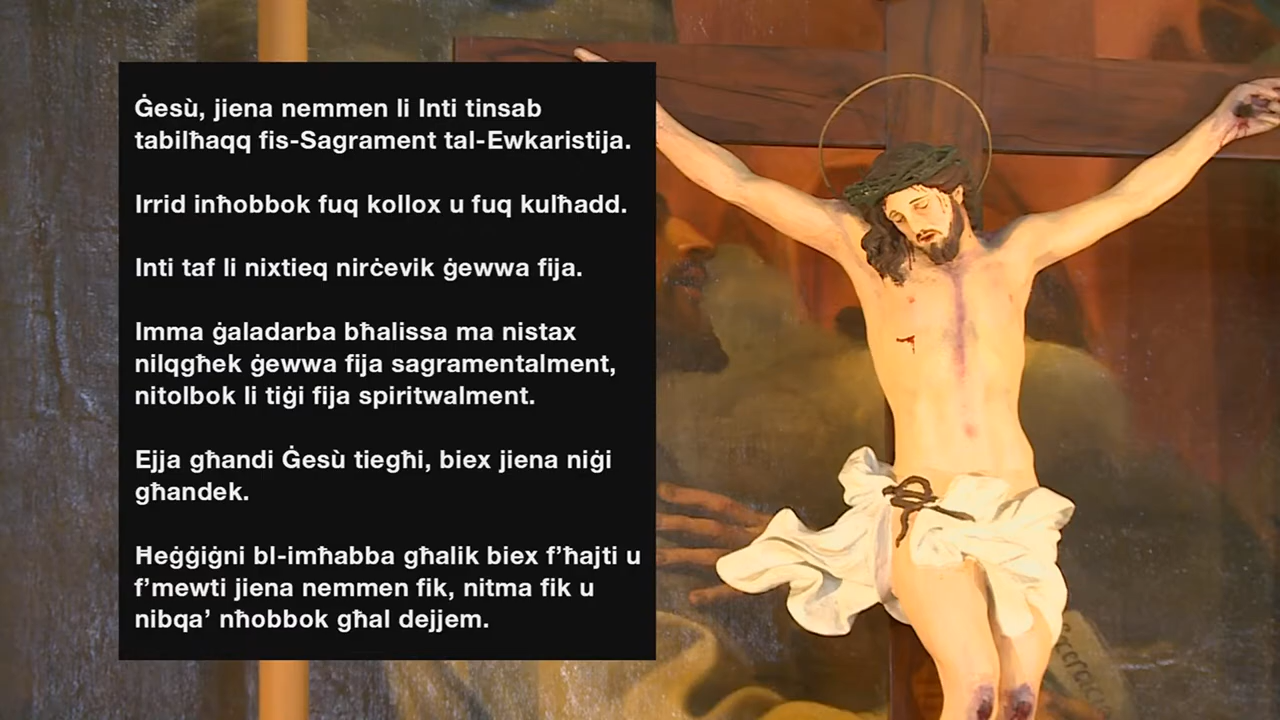 Ġesù, jiena nemmen li Inti tinsab
tabilħaqq fis-Sagrament tal-Ewkaristija.
Irrid inħobbok fuq kollox u fuq kulħadd.
Inti taf li nixtieq nirċevik ġewwa fija.
Imma ġaladarba bħalissa ma nistax
nilqgħek ġewwa fija sagramentalment,
nitolbok li tiġi fija spiritwalment.
Ejja għandi Ġesù tiegħi, biex jiena niġi
għandek.
Ħeġġiġni bl-imħabba għalik biex f’ħajti u
f’mewti jiena nemmen fik, nitma fik u
nibqa’ nħobbok għal dejjem.